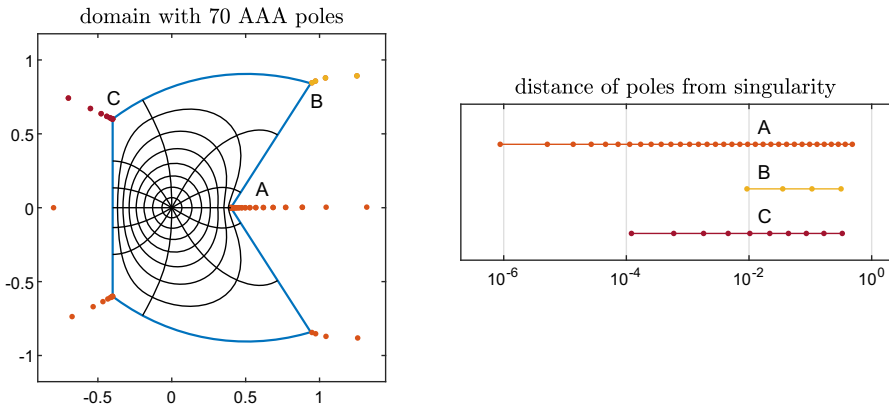 domain with 70 AAA poles
1
0.5
0
-0.5
-1
-0.5
0
0.5
1
C
B
A
distance of poles from singularity
A
B
C
10^-6
10^-4
10^-2
10^0